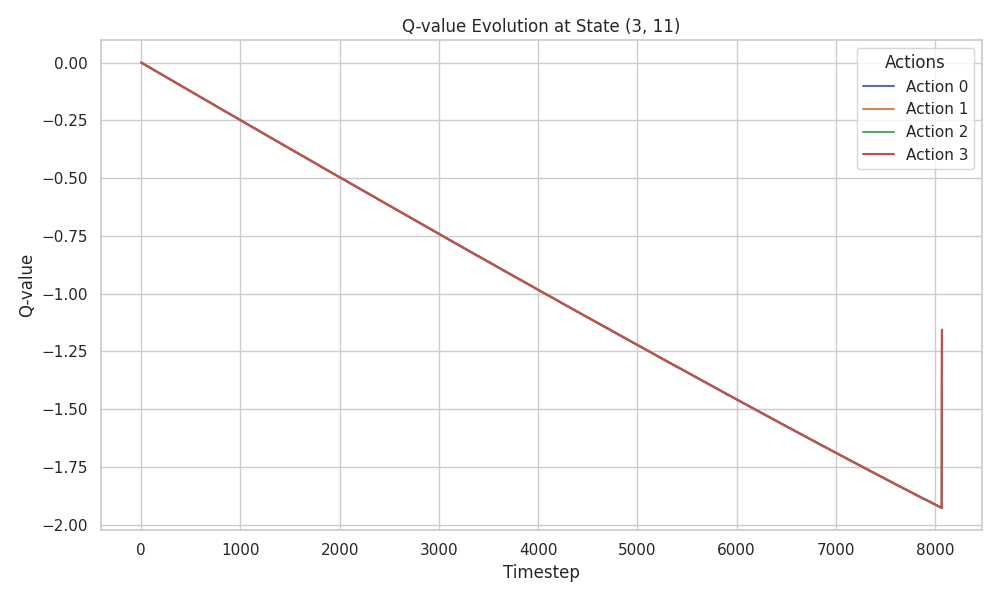 Q-value Evolution at State (3, 11)
Actions
Action 0
Action 1
Action 2
Action 3
Q-value
0.00
−0.25
−0.50
−0.75
−1.00
−1.25
−1.50
−1.75
−2.00
0 1000 2000 3000 4000 5000 6000 7000 8000
Timestep